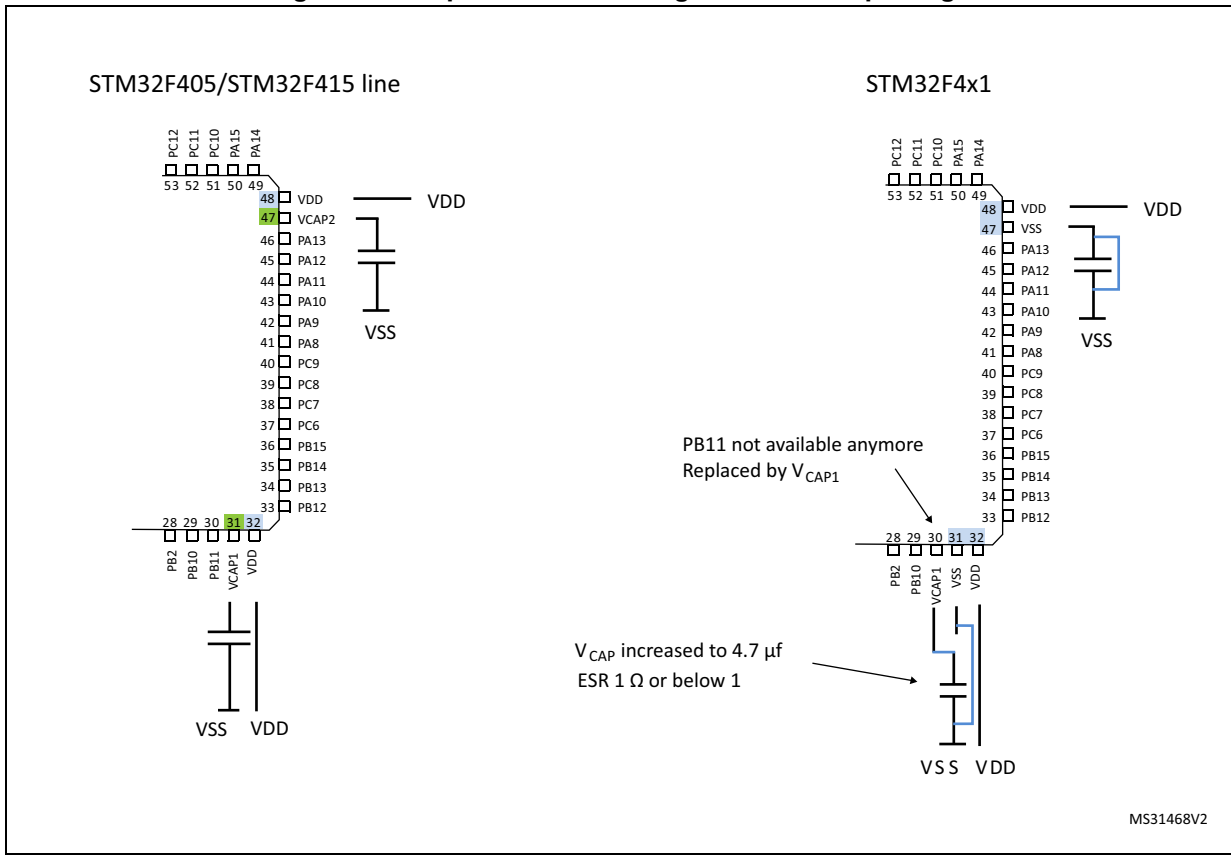 STM32F405/STM32F415 line
PC12
PC11
PC10
PA15
PA14
53 52 51 50 49
48 VDD
47 VCAP2
46 PA13
45 PA12
44 PA11
43 PA10
42 PA9
41 PA8
40 PC9
39 PC8
38 PC7
37 PC6
36 PB15
35 PB14
34 PB13
33 PB12
VDD
VSS
28 29 30 31 32
PB2
PB10
PB11
VCAP1
VDD
VSS VDD
STM32F4x1
PC12
PC11
PC10
PA15
PA14
53 52 51 50 49
48 VDD
47 VSS
46 PA13
45 PA12
44 PA11
43 PA10
42 PA9
41 PA8
40 PC9
39 PC8
38 PC7
37 PC6
36 PB15
35 PB14
34 PB13
33 PB12
VDD
VSS
PB11 not available anymore
Replaced by VCAP1
28 29 30 31 32
PB2
PB10
VCAP1
VSS
VDD
VCAP increased to 4.7 µf
ESR 1 Ω or below 1
VSS VDD
MS31468V2